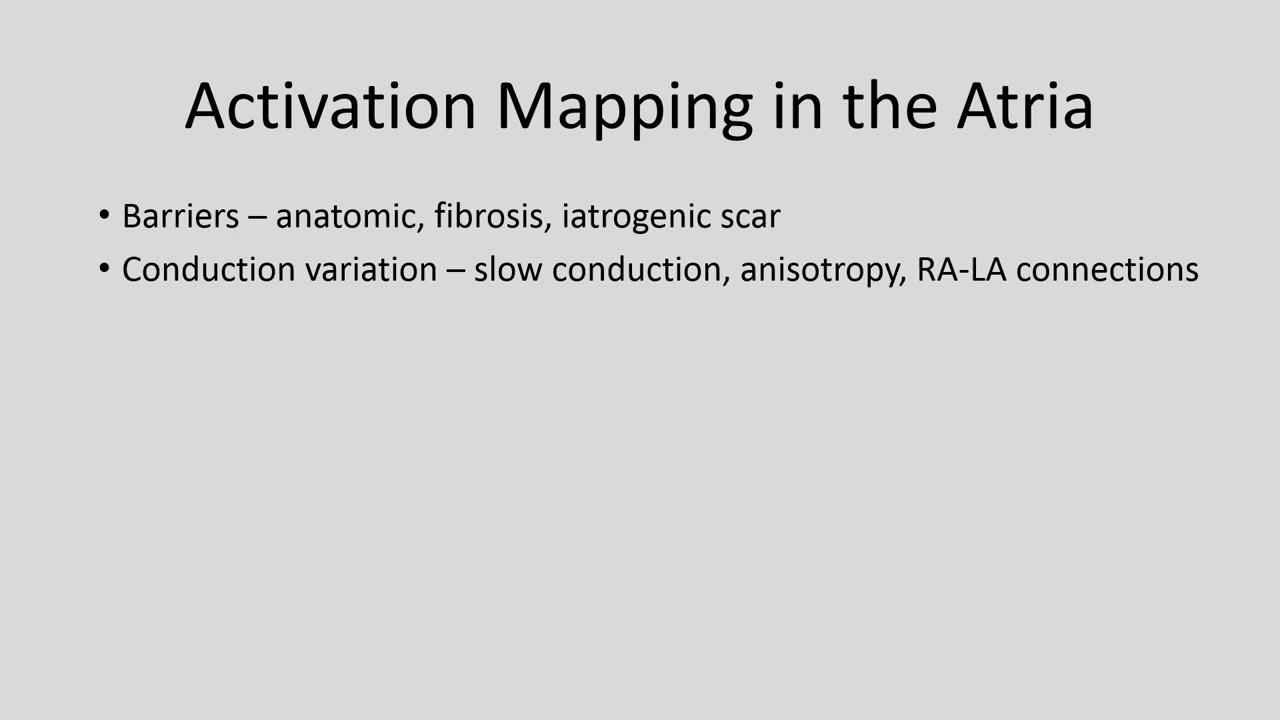 Activation Mapping in the Atria
• Barriers – anatomic, fibrosis, iatrogenic scar
• Conduction variation – slow conduction, anisotropy, RA-LA connections